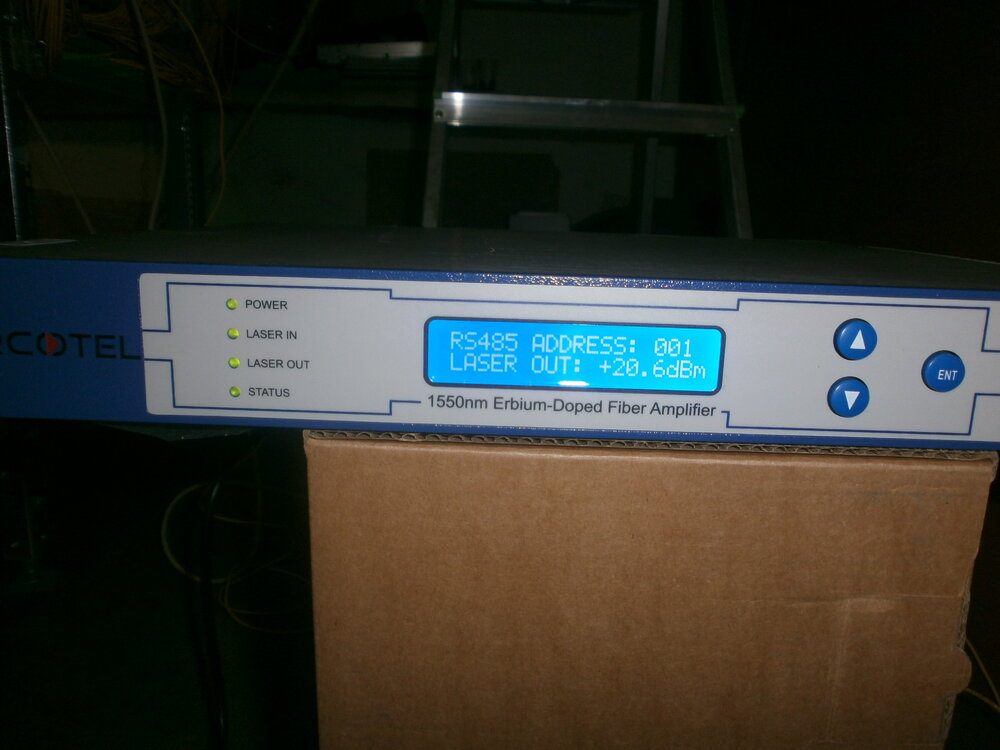 RCOTEL
POWER
LASER IN
LASER OUT
STATUS
RS485 ADDRESS: 001
LASER OUT: +20.6dBm
1550nm Erbium-Doped Fiber Amplifier
ENT